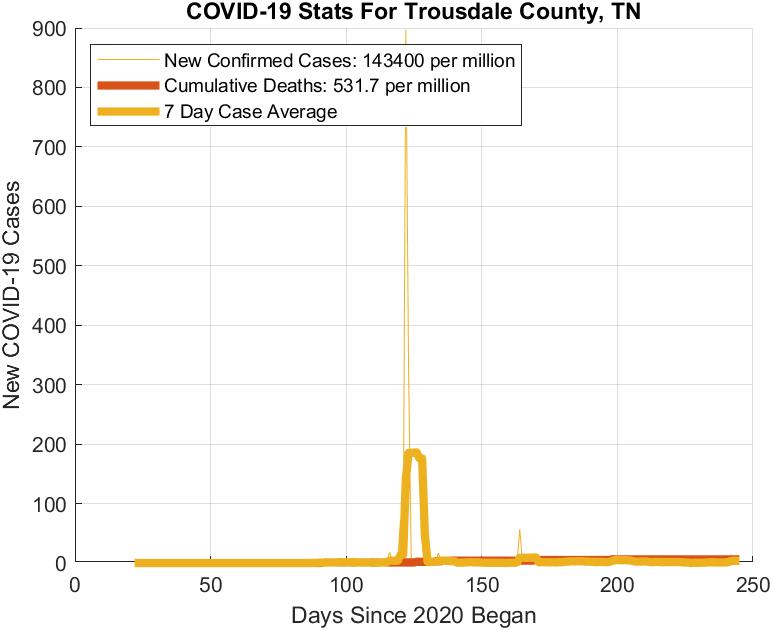 COVID-19 Stats For Trousdale County, TN
New Confirmed Cases: 143400 per million
Cumulative Deaths: 531.7 per million
7 Day Case Average
New COVID-19 Cases
900
800
700
600
500
400
300
200
100
0
0 50 100 150 200 250
Days Since 2020 Began